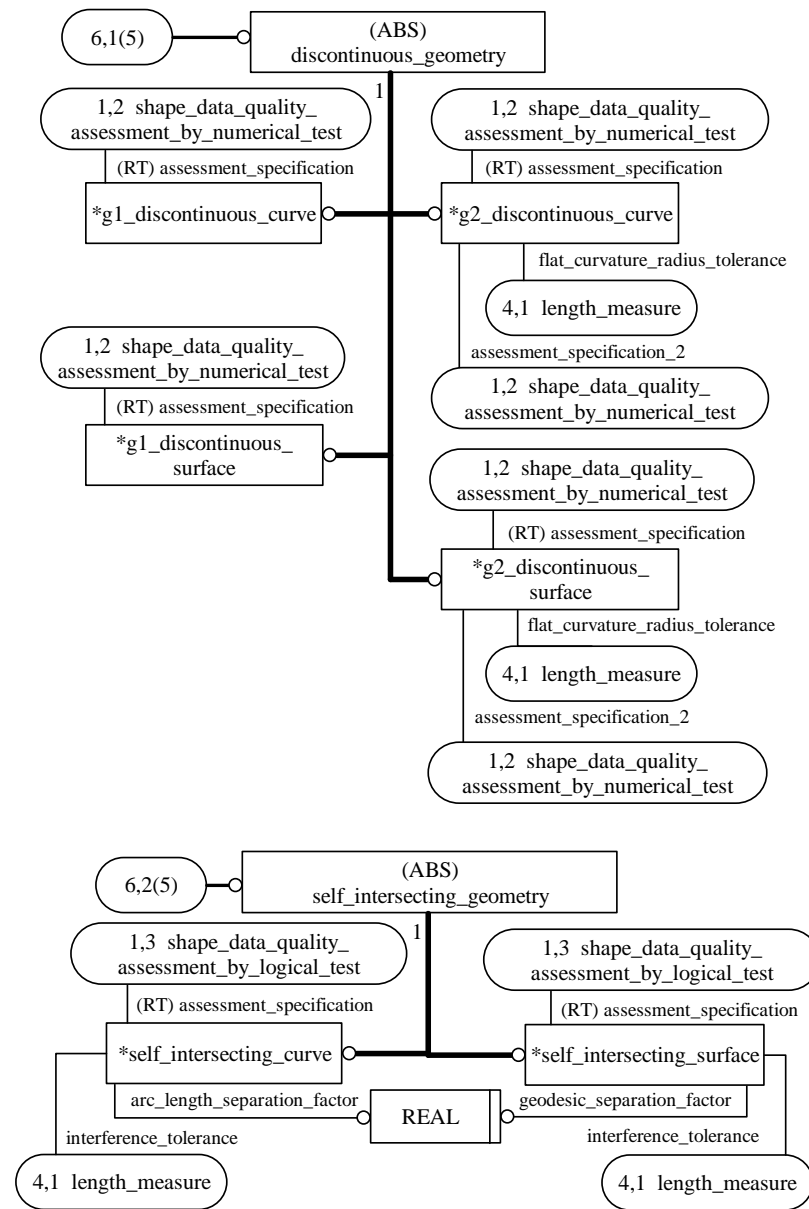 6,1(5)
(ABS)
discontinuous_geometry
1
1,2 shape_data_quality_
assessment_by_numerical_test
(RT) assessment_specification
*g1_discontinuous_curve
1,2 shape_data_quality_
assessment_by_numerical_test
(RT) assessment_specification
*g2_discontinuous_curve
flat_curvature_radius_tolerance
4,1 length_measure
assessment_specification_2
1,2 shape_data_quality_
assessment_by_numerical_test
1,2 shape_data_quality_
assessment_by_numerical_test
(RT) assessment_specification
*g1_discontinuous_
surface
1,2 shape_data_quality_
assessment_by_numerical_test
(RT) assessment_specification
*g2_discontinuous_
surface
flat_curvature_radius_tolerance
4,1 length_measure
assessment_specification_2
1,2 shape_data_quality_
assessment_by_numerical_test
6,2(5)
(ABS)
self_intersecting_geometry
1
1,3 shape_data_quality_
assessment_by_logical_test
(RT) assessment_specification
*self_intersecting_curve
1,3 shape_data_quality_
assessment_by_logical_test
(RT) assessment_specification
*self_intersecting_surface
arc_length_separation_factor
REAL
geodesic_separation_factor
interference_tolerance
interference_tolerance
4,1 length_measure
4,1 length_measure